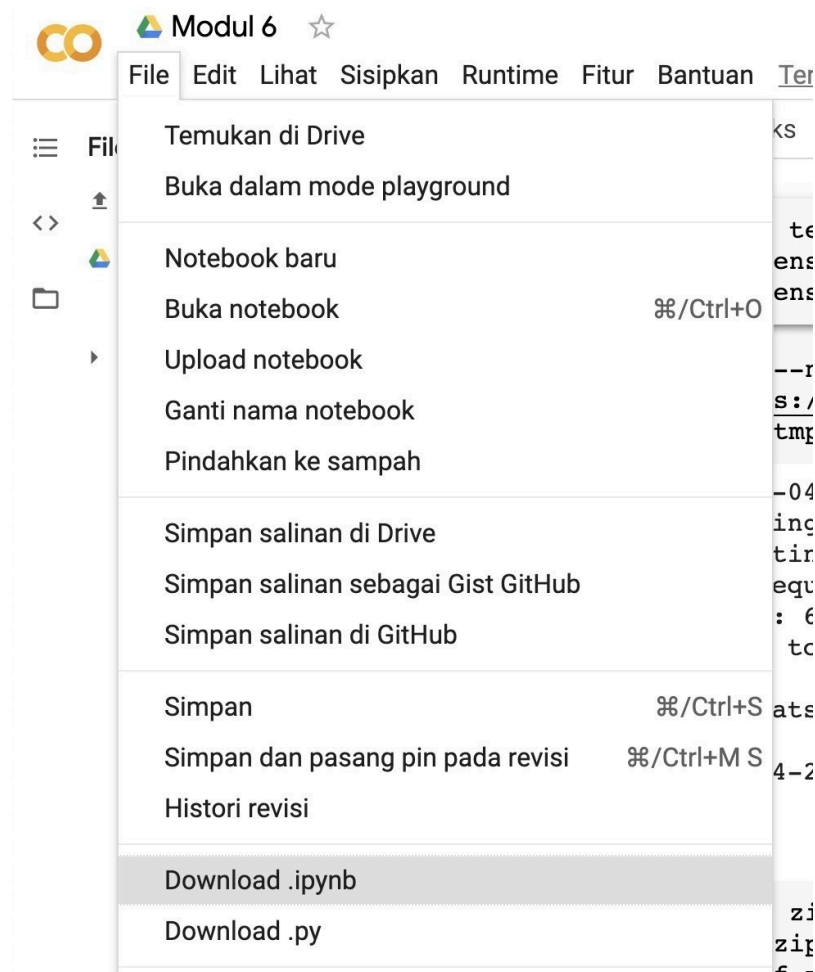 Modul 6
File Edit Lihat Sisipkan Runtime Fitur Bantuan
Temukan di Drive
Buka dalam mode playground
Notebook baru
Buka notebook ⌘/Ctrl+O
Upload notebook
Ganti nama notebook
Pindahkan ke sampah
Simpan salinan di Drive
Simpan salinan sebagai Gist GitHub
Simpan salinan di GitHub
Simpan ⌘/Ctrl+S
Simpan dan pasang pin pada revisi ⌘/Ctrl+M S
Histori revisi
Download .ipynb
Download .py